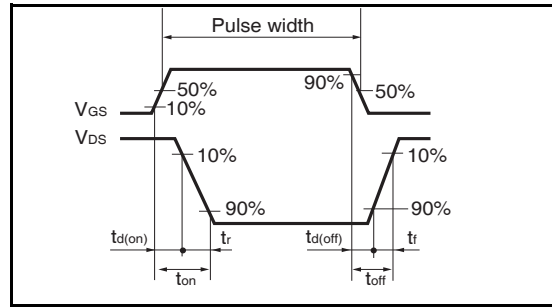 Pulse width
90%
50%
50%
10%
VGS
VDS
10%
10%
90%
90%
td(on)
tr
td(off)
tf
ton
toff